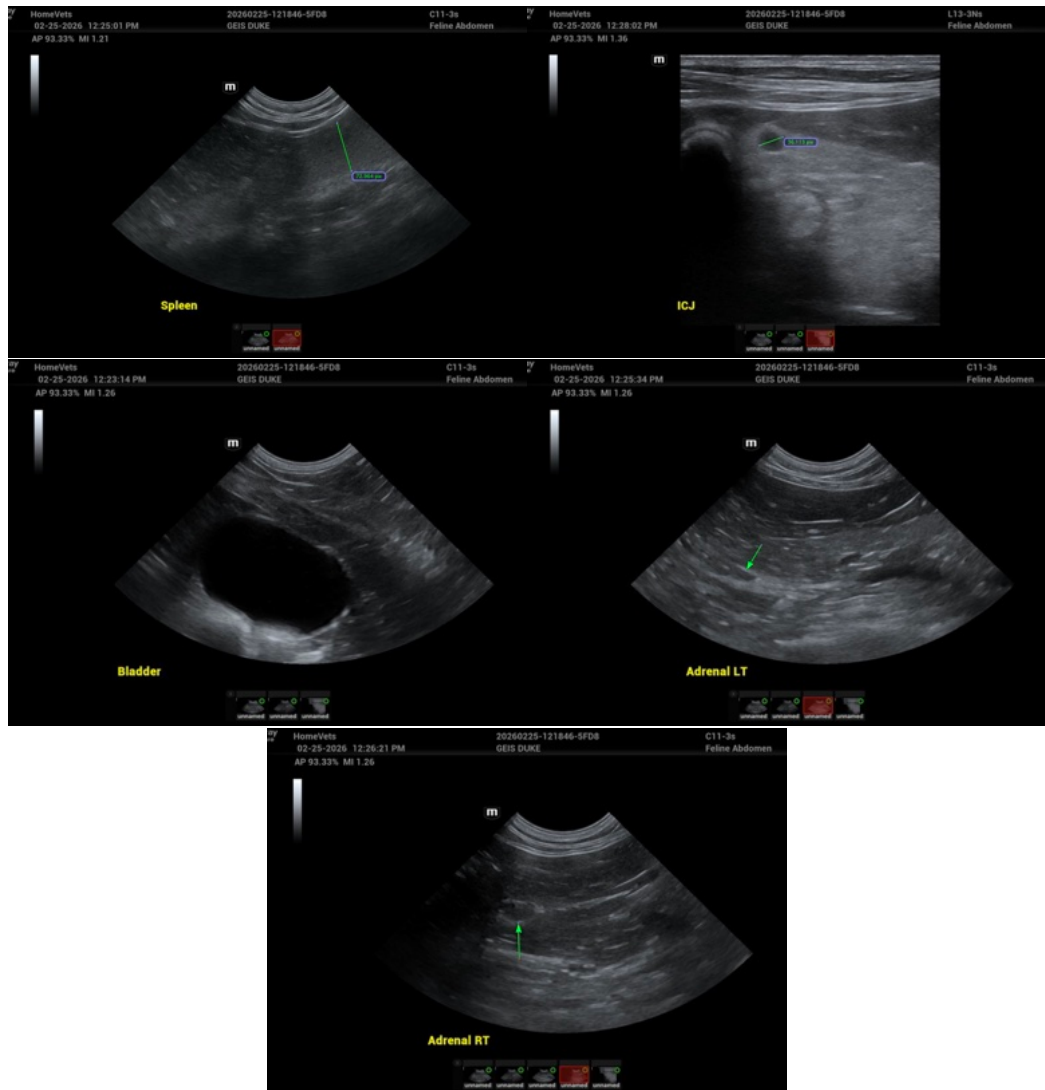 HomeVets 20260225-121846-5FD8 C11-3s
02-25-2026 12:25:01 PM GEIS DUKE Feline Abdomen
AP 93.33% MI 1.21
m
Spleen
unnamed unnamed
HomeVets 20260225-121846-5FD8 L13-3Ns
02-25-2026 12:28:02 PM GEIS DUKE Feline Abdomen
AP 93.33% MI 1.36
m
ICJ
unnamed unnamed unnamed
HomeVets 20260225-121846-5FD8 C11-3s
02-25-2026 12:23:14 PM GEIS DUKE Feline Abdomen
AP 93.33% MI 1.26
m
Bladder
unnamed unnamed unnamed
HomeVets 20260225-121846-5FD8 C11-3s
02-25-2026 12:25:34 PM GEIS DUKE Feline Abdomen
AP 93.33% MI 1.26
m
Adrenal LT
unnamed unnamed unnamed unnamed
ay HomeVets 20260225-121846-5FD8 C11-3s
02-25-2026 12:26:21 PM GEIS DUKE Feline Abdomen
AP 93.33% MI 1.26
m
Adrenal RT
unnamed unnamed unnamed unnamed unnamed